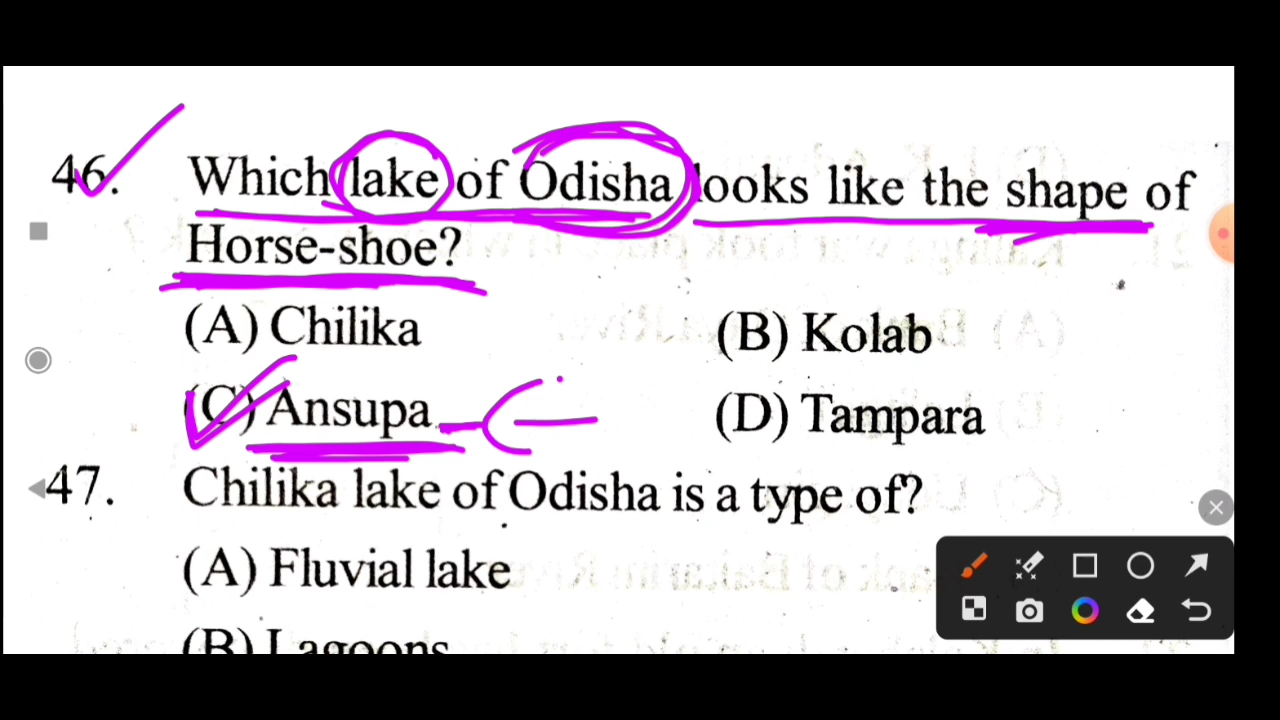 46. Which lake of Odisha looks like the shape of
Horse-shoe?
(A) Chilika (B) Kolab
(C) Ansupa (D) Tampara
47. Chilika lake of Odisha is a type of?
(A) Fluvial lake
(B) Lagoons